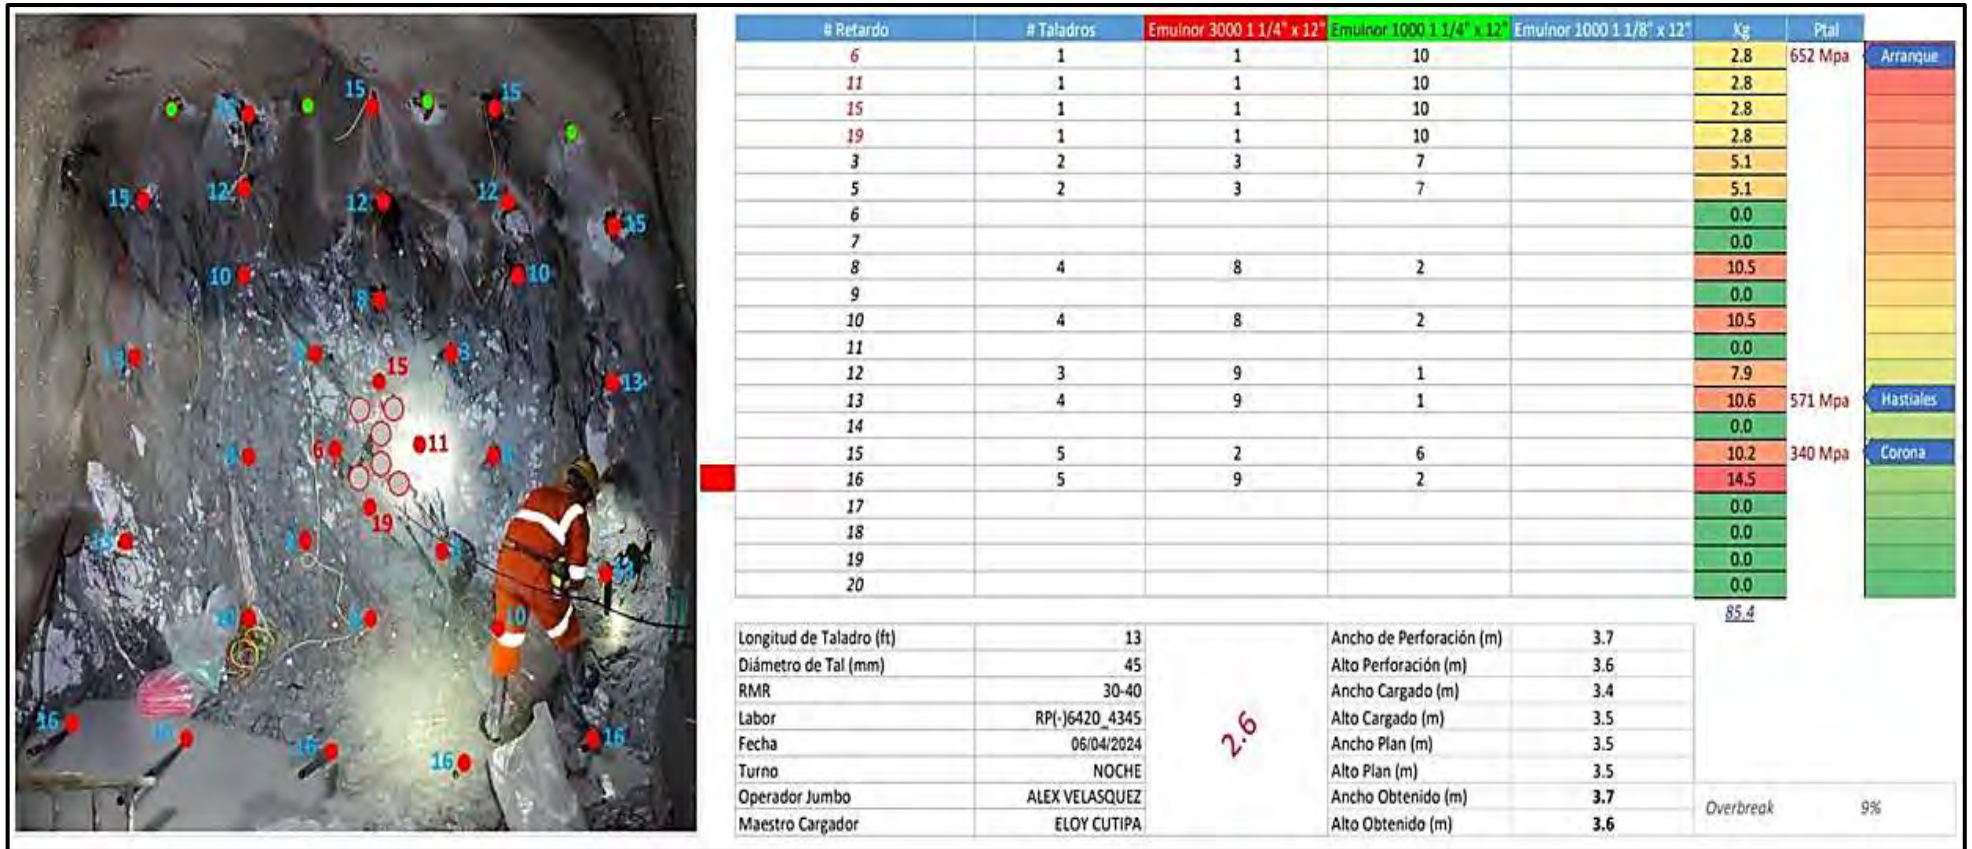 # Retardo # Taladros Emulnor 3000 1 1/4" x 12" Emulnor 1000 1 1/4" x 12" Emulnor 1000 1 1/8" x 12" Kg Ptal
6 1 1 10 2.8 652 Mpa Arranque
11 1 1 10 2.8
15 1 1 10 2.8
19 1 1 10 2.8
3 2 3 7 5.1
5 2 3 7 5.1
6 0.0
7 0.0
8 4 8 2 10.5
9 0.0
10 4 8 2 10.5
11 0.0
12 3 9 1 7.9
13 4 9 1 10.6 571 Mpa Hastiales
14 0.0
15 5 2 6 10.2 340 Mpa Corona
16 5 9 2 14.5
17 0.0
18 0.0
19 0.0
20 0.0
85.4
Longitud de Taladro (ft) 13 Ancho de Perforación (m) 3.7
Diámetro de Tal (mm) 45 Alto Perforación (m) 3.6
RMR 30-40 Ancho Cargado (m) 3.4
Labor RP(-)6420_4345 Alto Cargado (m) 3.5
Fecha 06/04/2024 Ancho Plan (m) 3.5
Turno NOCHE Alto Plan (m) 3.5
Operador Jumbo ALEX VELASQUEZ Ancho Obtenido (m) 3.7
Maestro Cargador ELOY CUTIPA Alto Obtenido (m) 3.6
2.6
Overbreak 9%
15 15
15 12 12 12 15
10 8 10
13 3
15 13
6 11
19
10
16 16 16 16 16